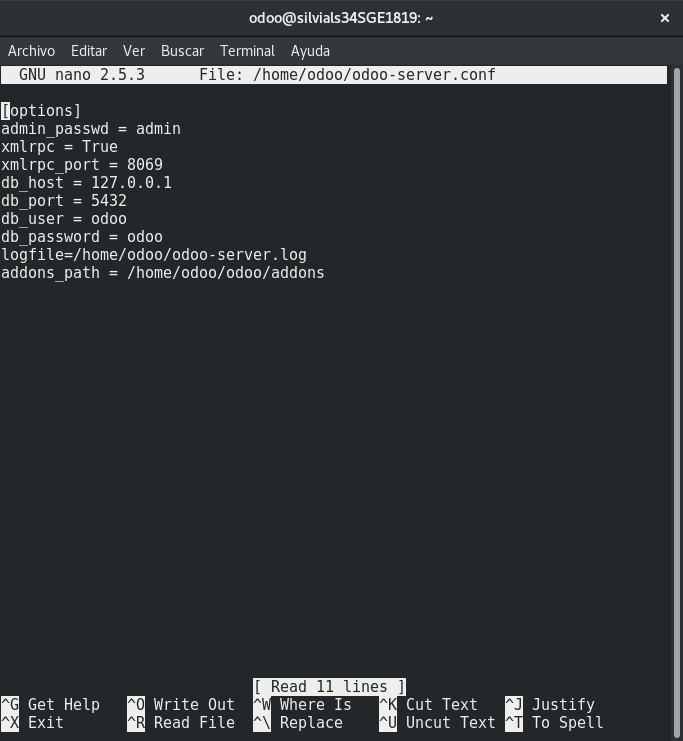 odoo@silvials34SGE1819: ~
×
Archivo Editar Ver Buscar Terminal Ayuda
GNU nano 2.5.3 File: /home/odoo/odoo-server.conf
[options]
admin_passwd = admin
xmlrpc = True
xmlrpc_port = 8069
db_host = 127.0.0.1
db_port = 5432
db_user = odoo
db_password = odoo
logfile=/home/odoo/odoo-server.log
addons_path = /home/odoo/odoo/addons
[ Read 11 lines ]
^G Get Help ^O Write Out ^W Where Is ^K Cut Text ^J Justify
^X Exit ^R Read File ^\ Replace ^U Uncut Text ^T To Spell